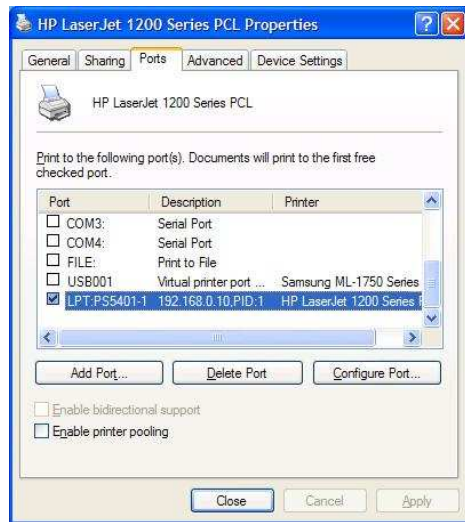 HP LaserJet 1200 Series PCL Properties
General Sharing Ports Advanced Device Settings
HP LaserJet 1200 Series PCL
Print to the following port(s). Documents will print to the first free
checked port.
Port Description Printer
COM3: Serial Port
COM4: Serial Port
FILE: Print to File
USB001 Virtual printer port ... Samsung ML-1750 Series
LPT:PS5401-1 192.168.0.10,PID:1 HP LaserJet 1200 Series
Add Port... Delete Port Configure Port...
Enable bidirectional support
Enable printer pooling
Close Cancel Apply